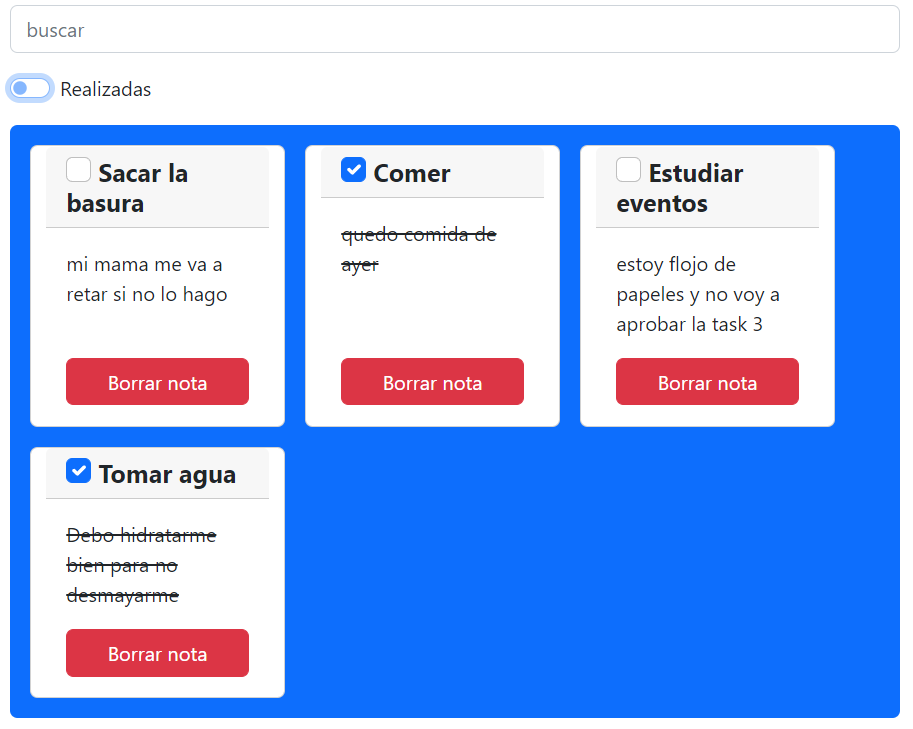 buscar
Realizadas
Sacar la
basura
mi mama me va a
retar si no lo hago
Borrar nota
Comer
quedo comida de
ayer
Borrar nota
Estudiar
eventos
estoy flojo de
papeles y no voy a
aprobar la task 3
Borrar nota
Tomar agua
Debo hidratarme
bien para no
desmayarme
Borrar nota